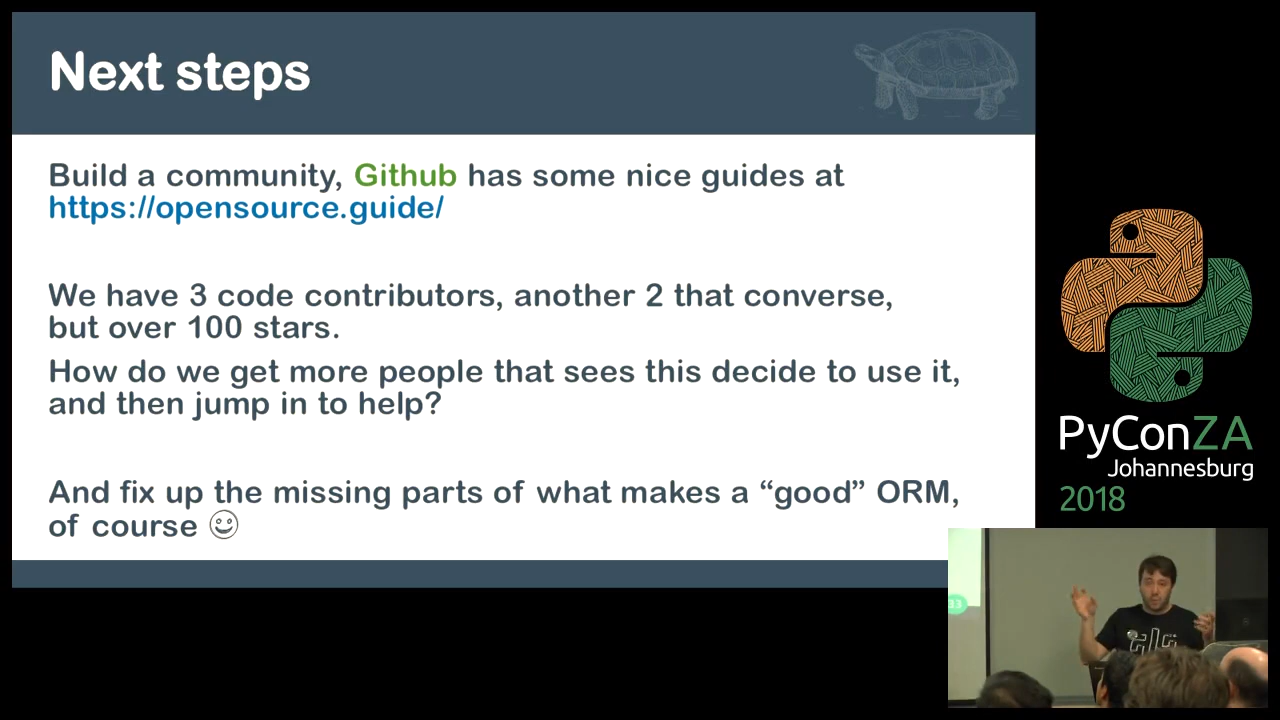 Next steps
Build a community, Github has some nice guides at
https://opensource.guide/
We have 3 code contributors, another 2 that converse,
but over 100 stars.
How do we get more people that sees this decide to use it,
and then jump in to help?
And fix up the missing parts of what makes a “good” ORM,
of course
PyConZA
Johannesburg
2018
33